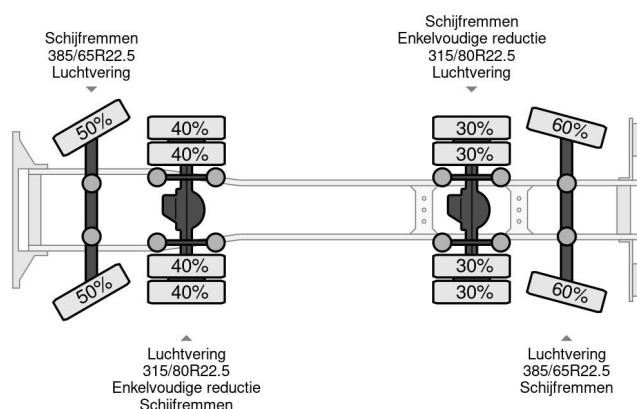 Schijfremmen
385/65R22.5
Luchtvering
Schijfremmen
Enkelvoudige reductie
315/80R22.5
Luchtvering
50%
40%
40%
30%
30%
60%
50%
40%
40%
30%
30%
60%
Luchtvering
315/80R22.5
Enkelvoudige reductie
Schijfremmen
Luchtvering
385/65R22.5
Schijfremmen